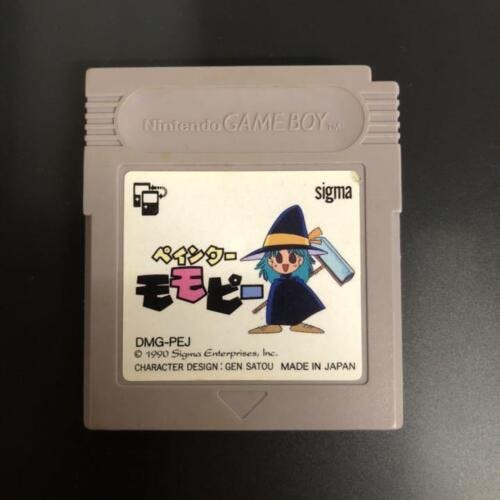 Nintendo GAME BOY TM
sigma
ペインター
モモピー
DMG-PEJ
© 1990 Sigma Enterprises, Inc.
CHARACTER DESIGN : GEN SATOU MADE IN JAPAN